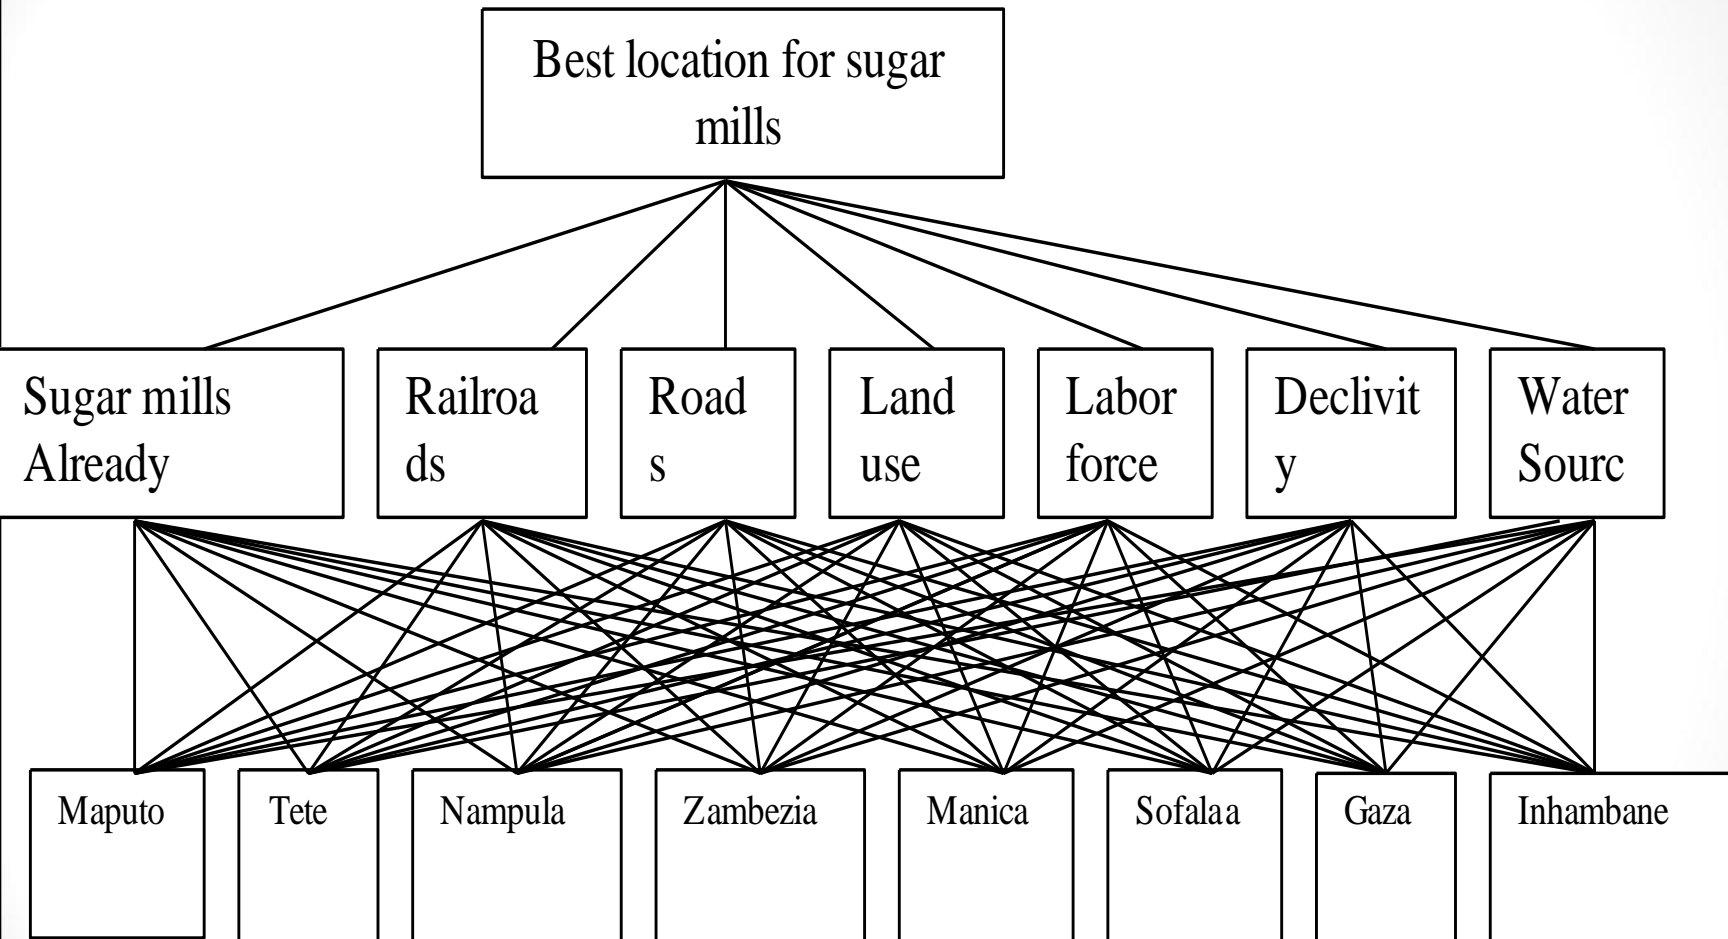 Best location for sugar
mills
Sugar mills
Already
Railroa
ds
Road
s
Land
use
Labor
force
Declivit
y
Water
Sourc
Maputo
Tete
Nampula
Zambezia
Manica
Sofalaa
Gaza
Inhambane